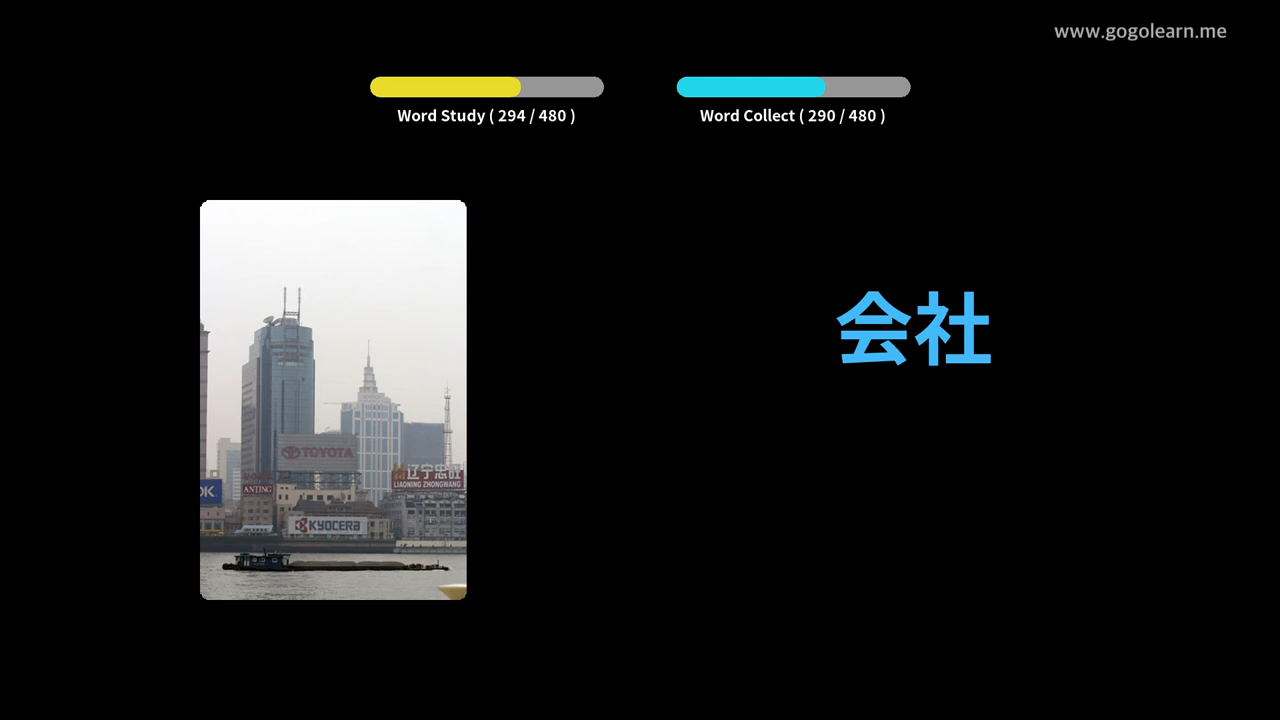 www.gogolearn.me
Word Study ( 294 / 480 )
Word Collect ( 290 / 480 )
会社
TOYOTA
辽宁忠旺
LIAONING ZHONGWANG
OK
ANTING
KYOCERA